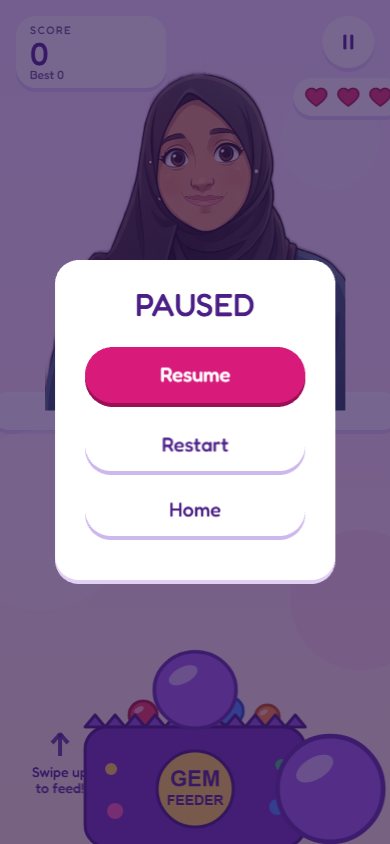 SCORE
0
Best 0
PAUSED
Resume
Restart
Home
Swipe up
to feed!
GEM
FEEDER